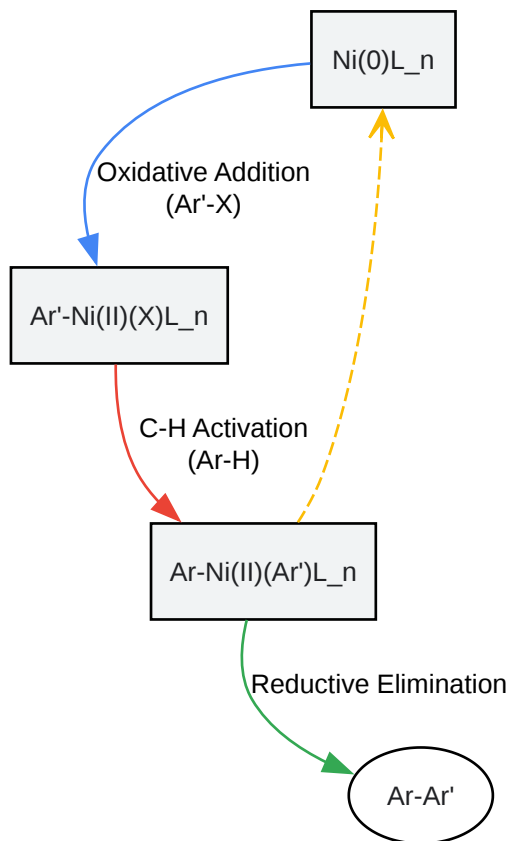 Ni(0)L_n
Oxidative Addition
(Ar'-X)
Ar'-Ni(II)(X)L_n
C-H Activation
(Ar-H)
Ar-Ni(II)(Ar')L_n
Reductive Elimination
Ar-Ar'